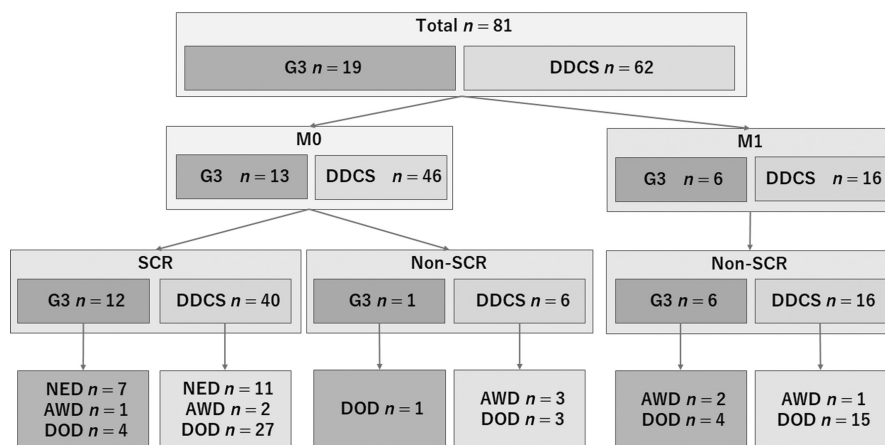 Total n = 81
G3 n = 19
DDCS n = 62
M0
G3 n = 13
DDCS n = 46
M1
G3 n = 6
DDCS n = 16
SCR
G3 n = 12
DDCS n = 40
Non-SCR
G3 n = 1
DDCS n = 6
Non-SCR
G3 n = 6
DDCS n = 16
NED n = 7
AWD n = 1
DOD n = 4
NED n = 11
AWD n = 2
DOD n = 27
DOD n = 1
AWD n = 3
DOD n = 3
AWD n = 2
DOD n = 4
AWD n = 1
DOD n = 15